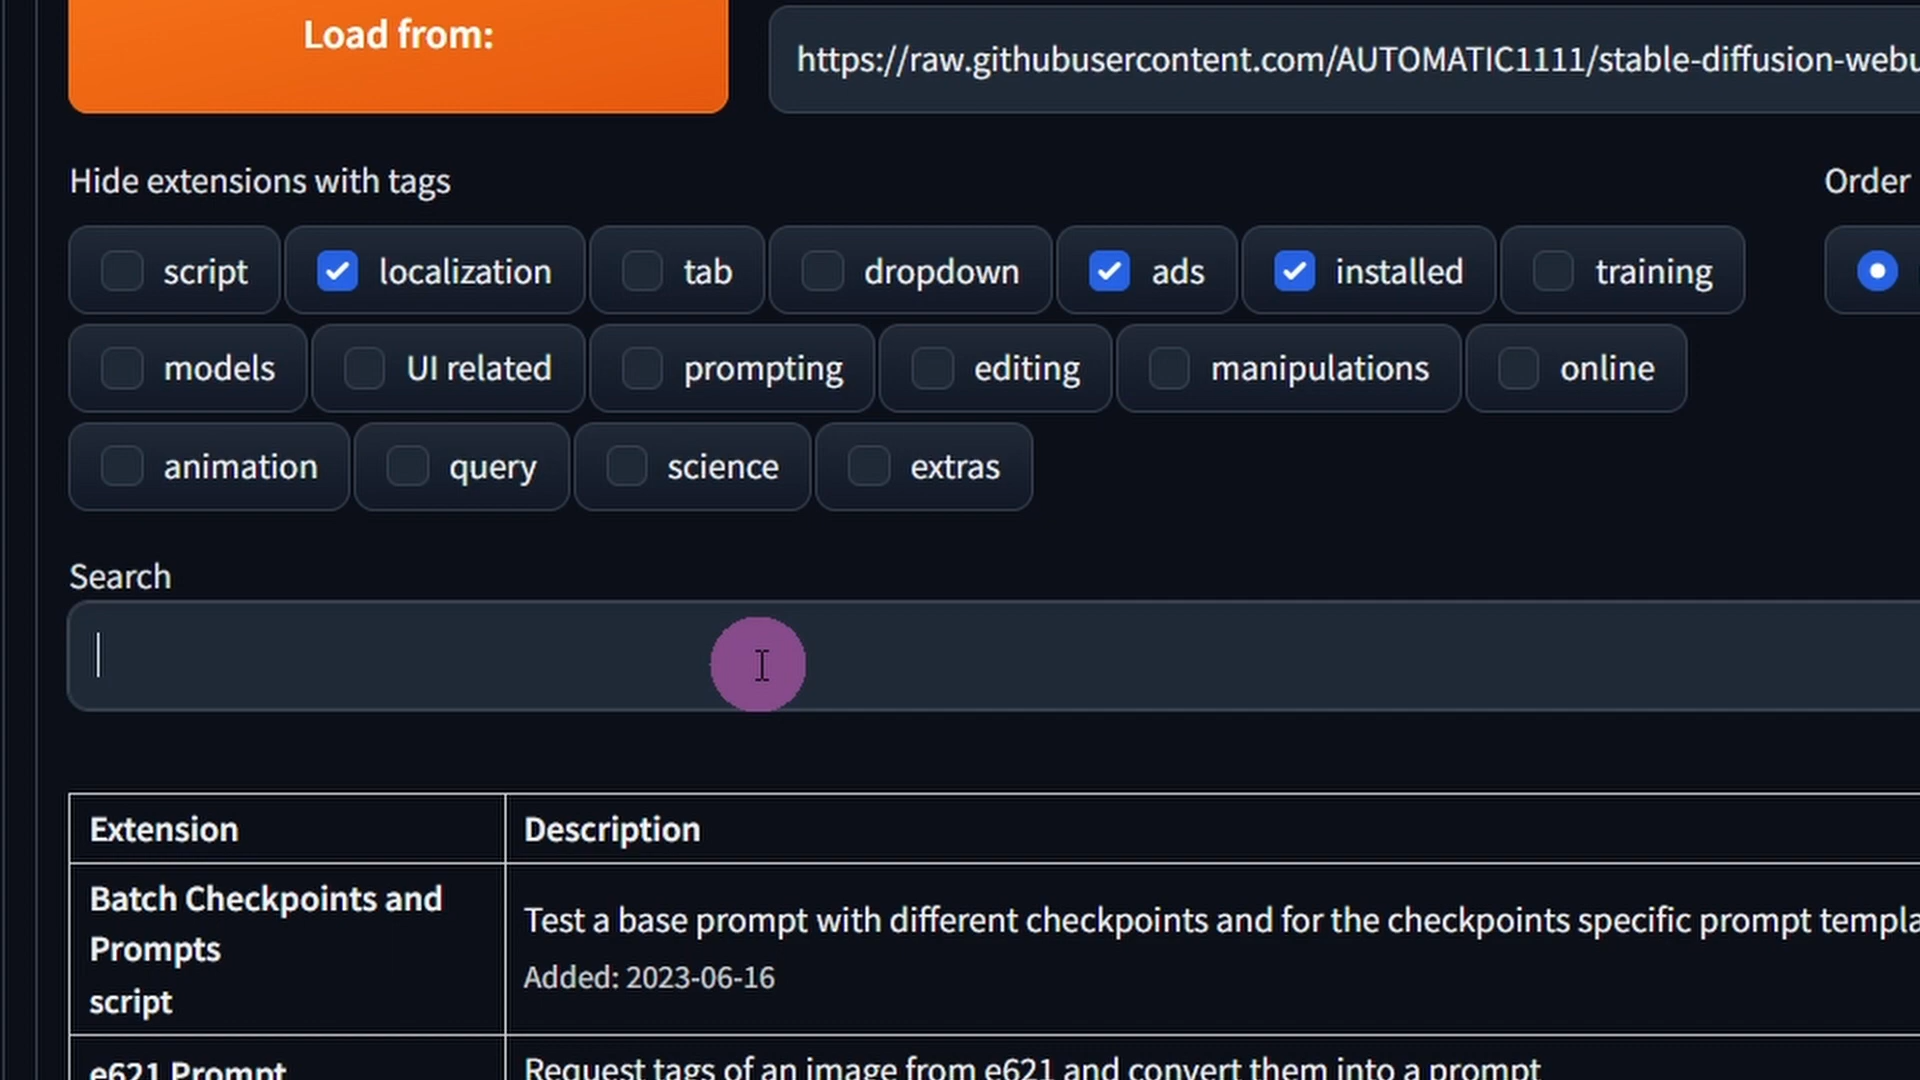 Load from:
https://raw.githubusercontent.com/AUTOMATIC1111/stable-diffusion-webu
Hide extensions with tags
Order
script localization tab dropdown ads installed training
models UI related prompting editing manipulations online
animation query science extras
Search
Extension Description
Batch Checkpoints and
Prompts
script
Test a base prompt with different checkpoints and for the checkpoints specific prompt templa
Added: 2023-06-16
e621 Prompt
Request tags of an image from e621 and convert them into a prompt